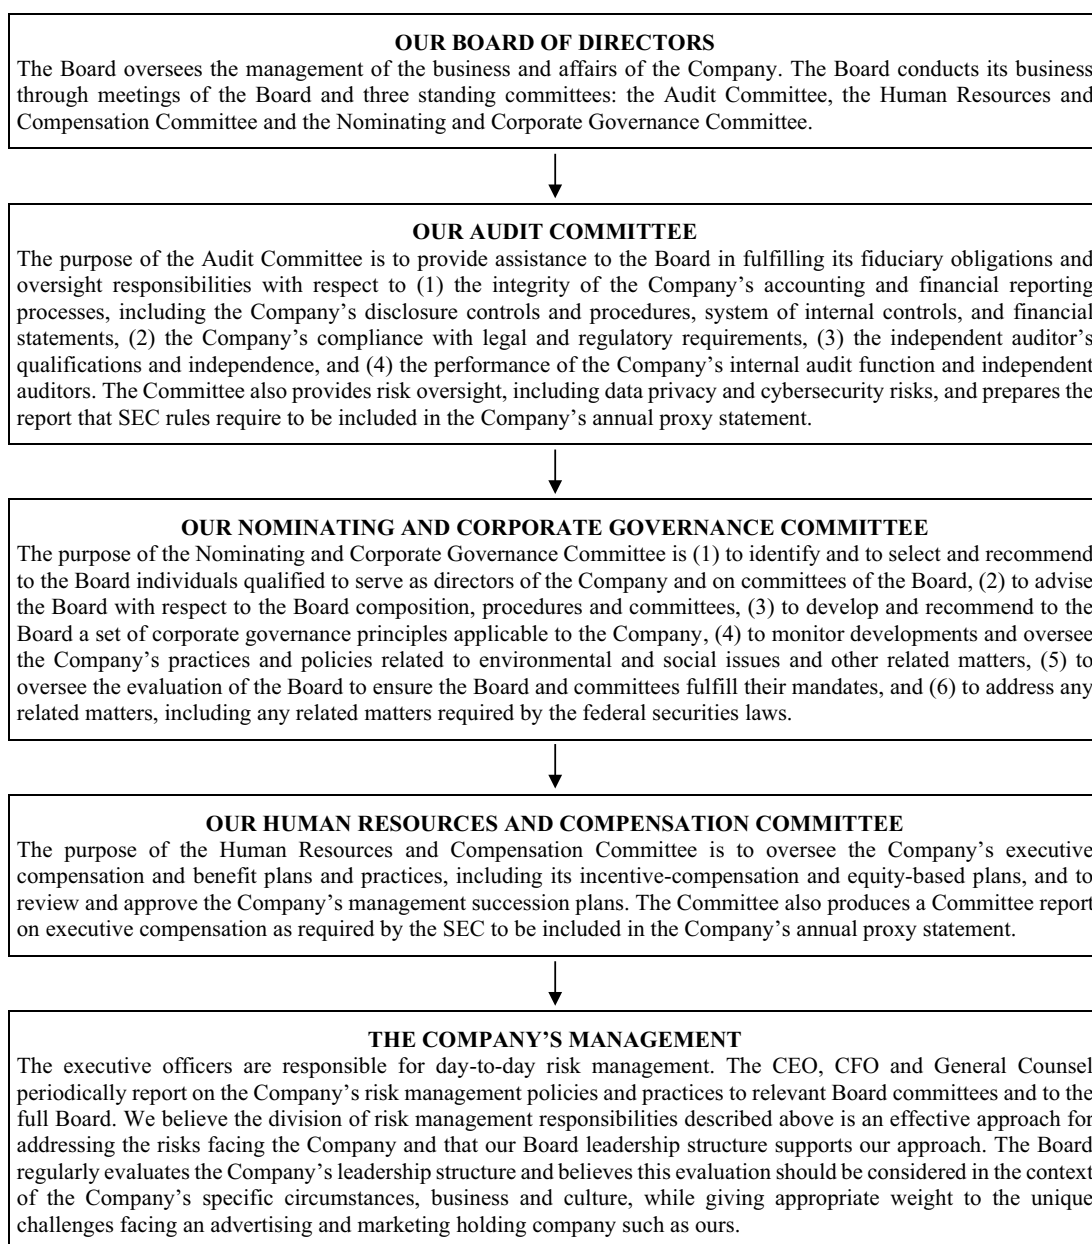 OUR BOARD OF DIRECTORS
The Board oversees the management of the business and affairs of the Company. The Board conducts its business
through meetings of the Board and three standing committees: the Audit Committee, the Human Resources and
Compensation Committee and the Nominating and Corporate Governance Committee.
OUR AUDIT COMMITTEE
The purpose of the Audit Committee is to provide assistance to the Board in fulfilling its fiduciary obligations and
oversight responsibilities with respect to (1) the integrity of the Company’s accounting and financial reporting
processes, including the Company’s disclosure controls and procedures, system of internal controls, and financial
statements, (2) the Company’s compliance with legal and regulatory requirements, (3) the independent auditor’s
qualifications and independence, and (4) the performance of the Company’s internal audit function and independent
auditors. The Committee also provides risk oversight, including data privacy and cybersecurity risks, and prepares the
report that SEC rules require to be included in the Company’s annual proxy statement.
OUR NOMINATING AND CORPORATE GOVERNANCE COMMITTEE
The purpose of the Nominating and Corporate Governance Committee is (1) to identify and to select and recommend
to the Board individuals qualified to serve as directors of the Company and on committees of the Board, (2) to advise
the Board with respect to the Board composition, procedures and committees, (3) to develop and recommend to the
Board a set of corporate governance principles applicable to the Company, (4) to monitor developments and oversee
the Company’s practices and policies related to environmental and social issues and other related matters, (5) to
oversee the evaluation of the Board to ensure the Board and committees fulfill their mandates, and (6) to address any
related matters, including any related matters required by the federal securities laws.
OUR HUMAN RESOURCES AND COMPENSATION COMMITTEE
The purpose of the Human Resources and Compensation Committee is to oversee the Company’s executive
compensation and benefit plans and practices, including its incentive-compensation and equity-based plans, and to
review and approve the Company’s management succession plans. The Committee also produces a Committee report
on executive compensation as required by the SEC to be included in the Company’s annual proxy statement.
THE COMPANY’S MANAGEMENT
The executive officers are responsible for day-to-day risk management. The CEO, CFO and General Counsel
periodically report on the Company’s risk management policies and practices to relevant Board committees and to the
full Board. We believe the division of risk management responsibilities described above is an effective approach for
addressing the risks facing the Company and that our Board leadership structure supports our approach. The Board
regularly evaluates the Company’s leadership structure and believes this evaluation should be considered in the context
of the Company’s specific circumstances, business and culture, while giving appropriate weight to the unique
challenges facing an advertising and marketing holding company such as ours.